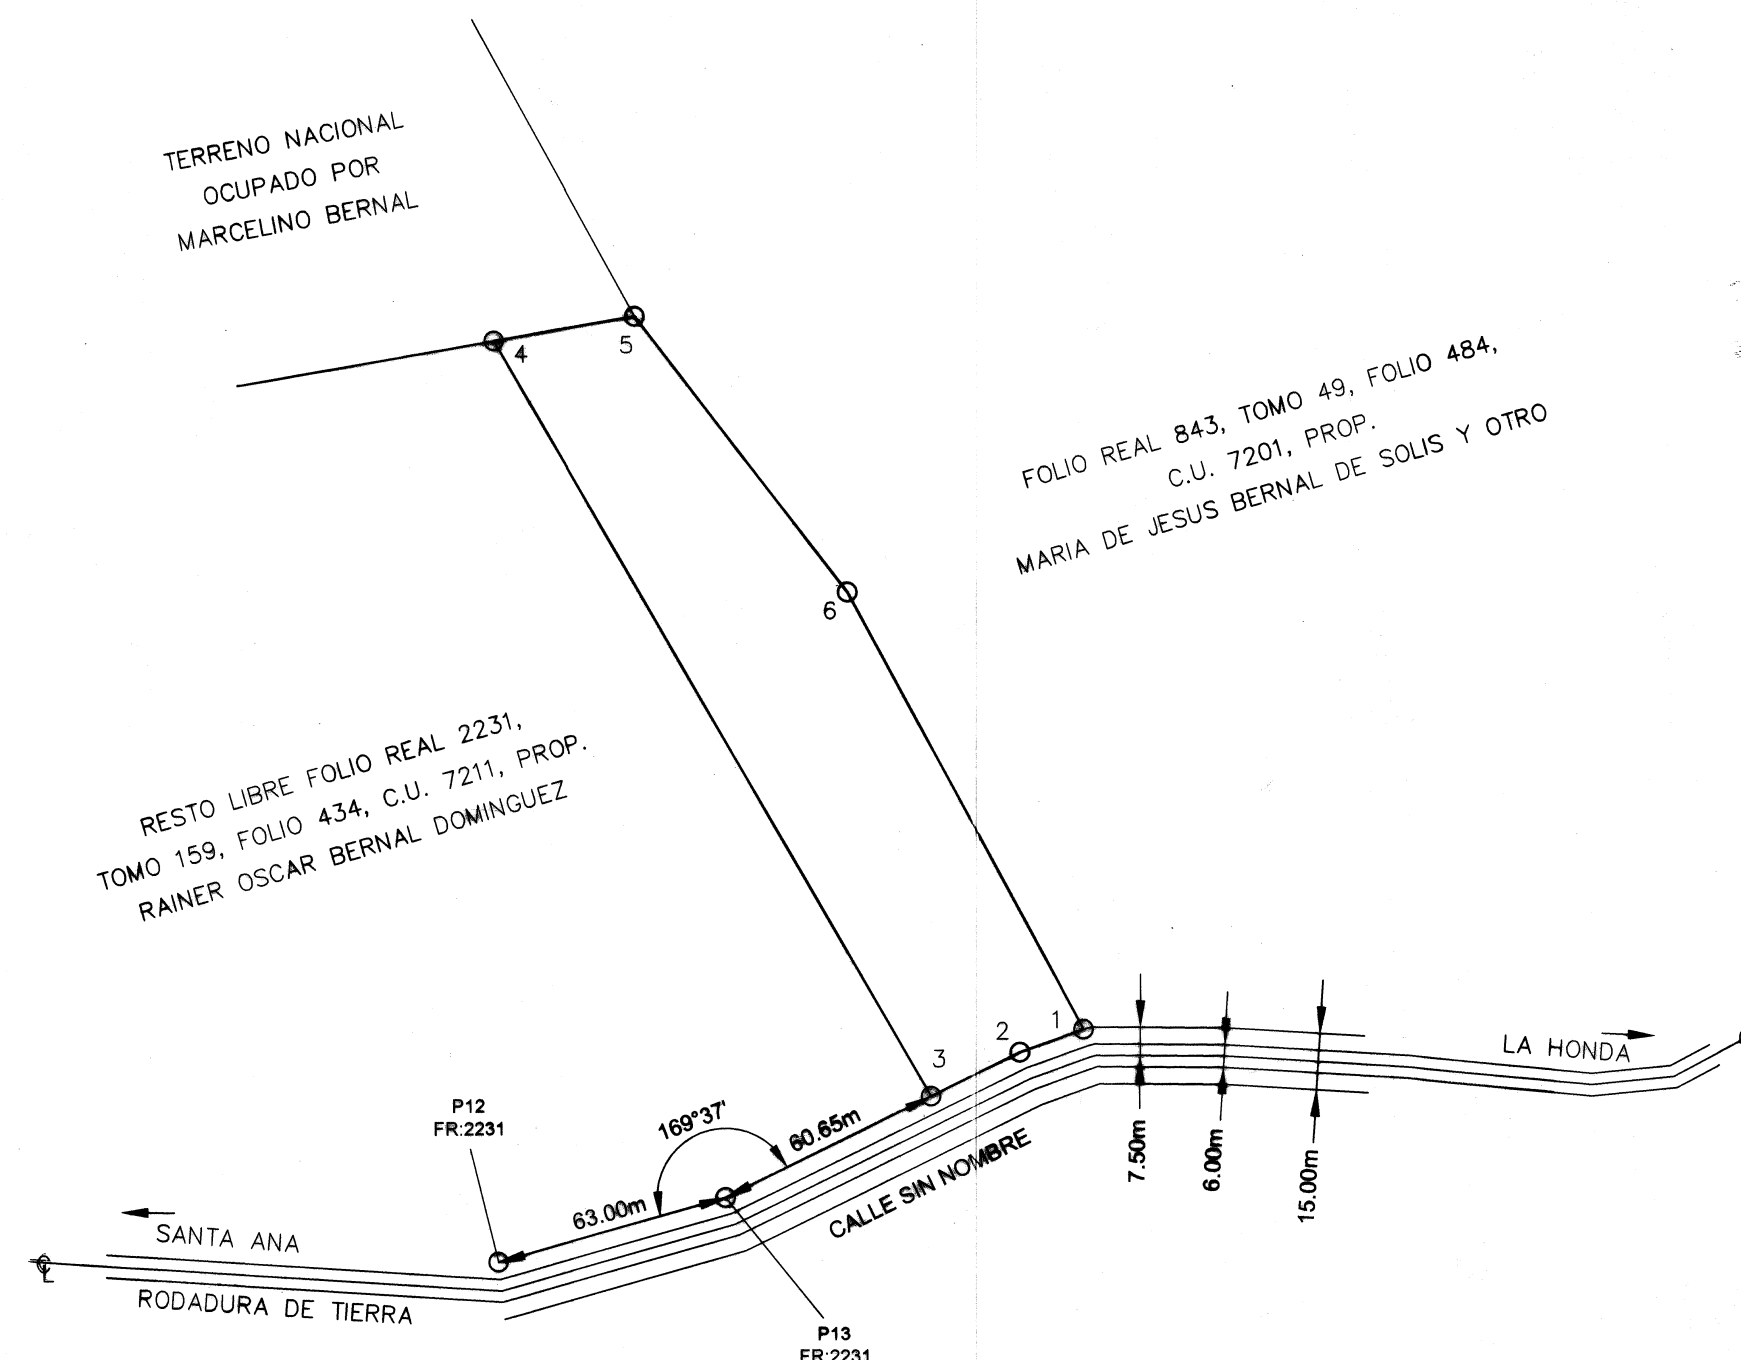 TERRENO NACIONAL
OCUPADO POR
MARCELINO BERNAL
4
5
6
FOLIO REAL 843, TOMO 49, FOLIO 484,
C.U. 7201, PROP.
MARIA DE JESUS BERNAL DE SOLIS Y OTRO
RESTO LIBRE FOLIO REAL 2231,
TOMO 159, FOLIO 434, C.U. 7211, PROP.
RAINER OSCAR BERNAL DOMINGUEZ
1
2
3
LA HONDA
P12
FR:2231
169°37'
60.65m
63.00m
7.50m
6.00m
15.00m
CALLE SIN NOMBRE
SANTA ANA
RODADURA DE TIERRA
P13
FR:2231